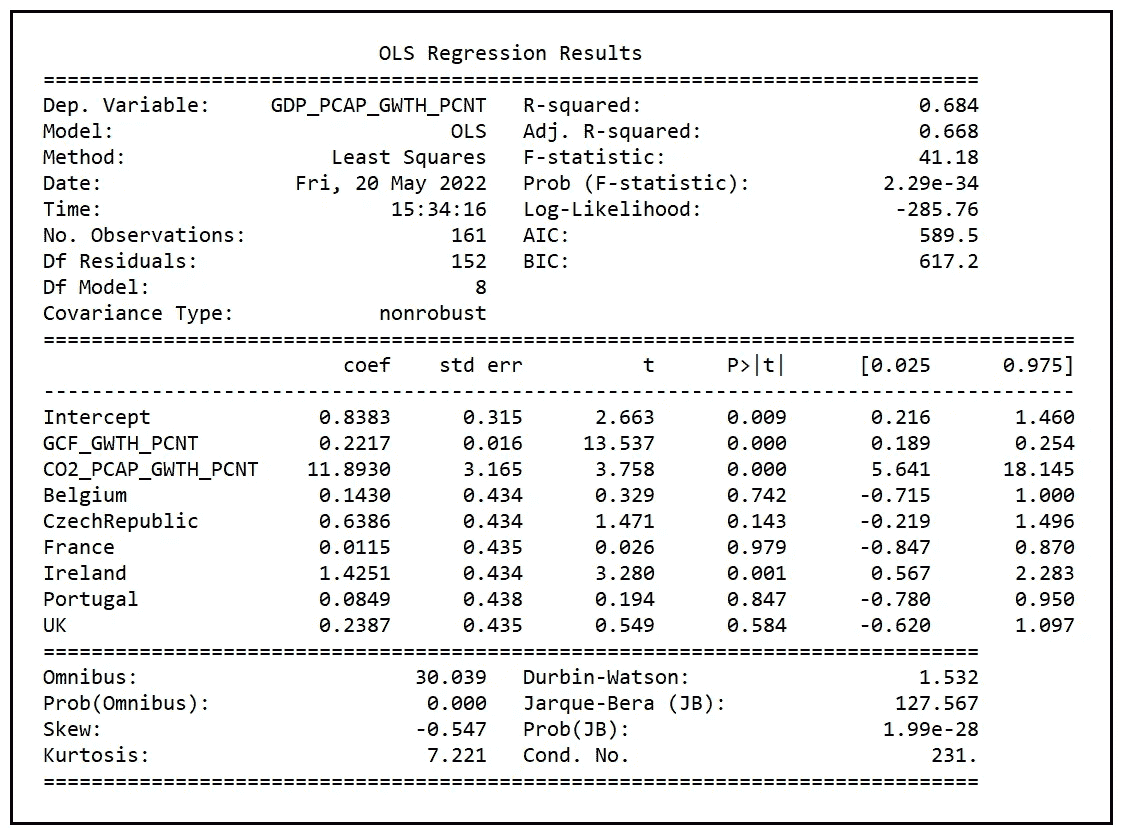 OLS Regression Results
==============================================================================
Dep. Variable:     GDP_PCAP_GWTH_PCNT   R-squared:                       0.684
Model:                            OLS   Adj. R-squared:                  0.668
Method:                 Least Squares   F-statistic:                     41.18
Date:                Fri, 20 May 2022   Prob (F-statistic):           2.29e-34
Time:                        15:34:16   Log-Likelihood:                -285.76
No. Observations:                 161   AIC:                             589.5
Df Residuals:                     152   BIC:                             617.2
Df Model:                           8
Covariance Type:            nonrobust
======================================================================================
                         coef    std err          t      P>|t|      [0.025      0.975]
--------------------------------------------------------------------------------------
Intercept              0.8383      0.315      2.663      0.009       0.216       1.460
GCF_GWTH_PCNT          0.2217      0.016     13.537      0.000       0.189       0.254
CO2_PCAP_GWTH_PCNT    11.8930      3.165      3.758      0.000       5.641      18.145
Belgium                0.1430      0.434      0.329      0.742      -0.715       1.000
CzechRepublic          0.6386      0.434      1.471      0.143      -0.219       1.496
France                 0.0115      0.435      0.026      0.979      -0.847       0.870
Ireland                1.4251      0.434      3.280      0.001       0.567       2.283
Portugal               0.0849      0.438      0.194      0.847      -0.780       0.950
UK                     0.2387      0.435      0.549      0.584      -0.620       1.097
==============================================================================
Omnibus:                       30.039   Durbin-Watson:                   1.532
Prob(Omnibus):                  0.000   Jarque-Bera (JB):              127.567
Skew:                          -0.547   Prob(JB):                     1.99e-28
Kurtosis:                       7.221   Cond. No.                         231.
==============================================================================